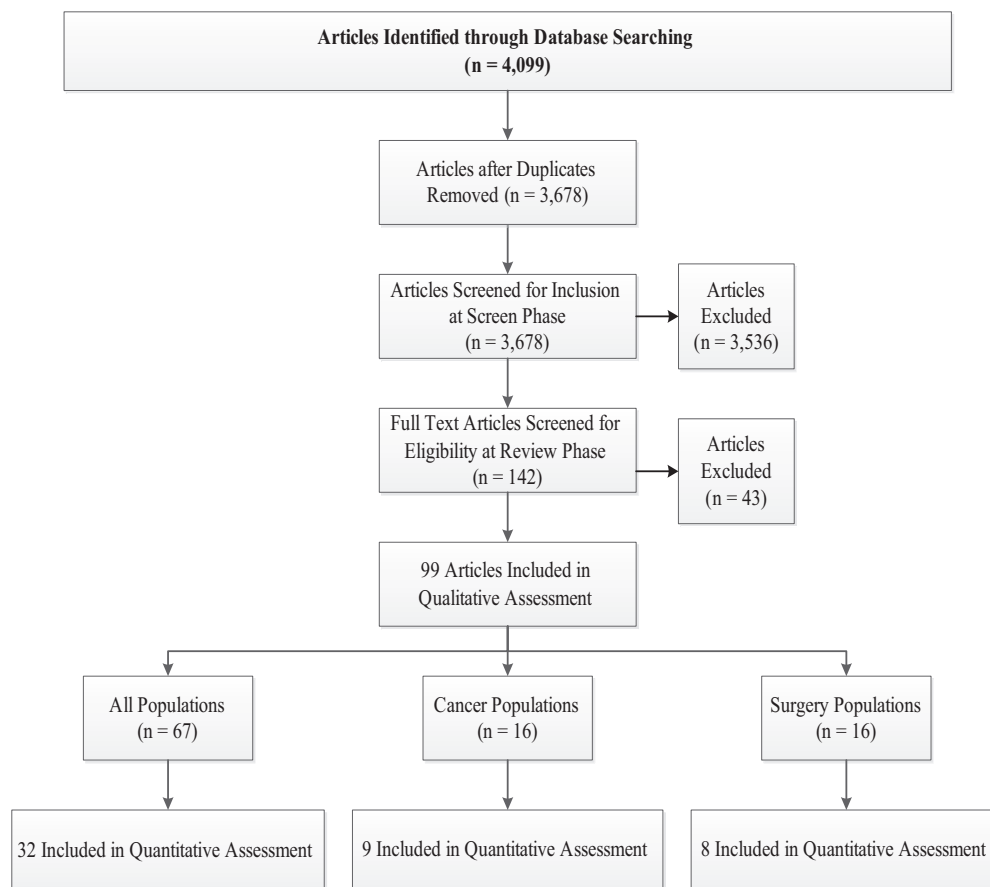 Articles Identified through Database Searching
(n = 4,099)
Articles after Duplicates
Removed (n = 3,678)
Articles Screened for Inclusion
at Screen Phase
(n = 3,678)
Articles
Excluded
(n = 3,536)
Full Text Articles Screened for
Eligibility at Review Phase
(n = 142)
Articles
Excluded
(n = 43)
99 Articles Included in
Qualitative Assessment
All Populations
(n = 67)
Cancer Populations
(n = 16)
Surgery Populations
(n = 16)
32 Included in Quantitative Assessment
9 Included in Quantitative Assessment
8 Included in Quantitative Assessment